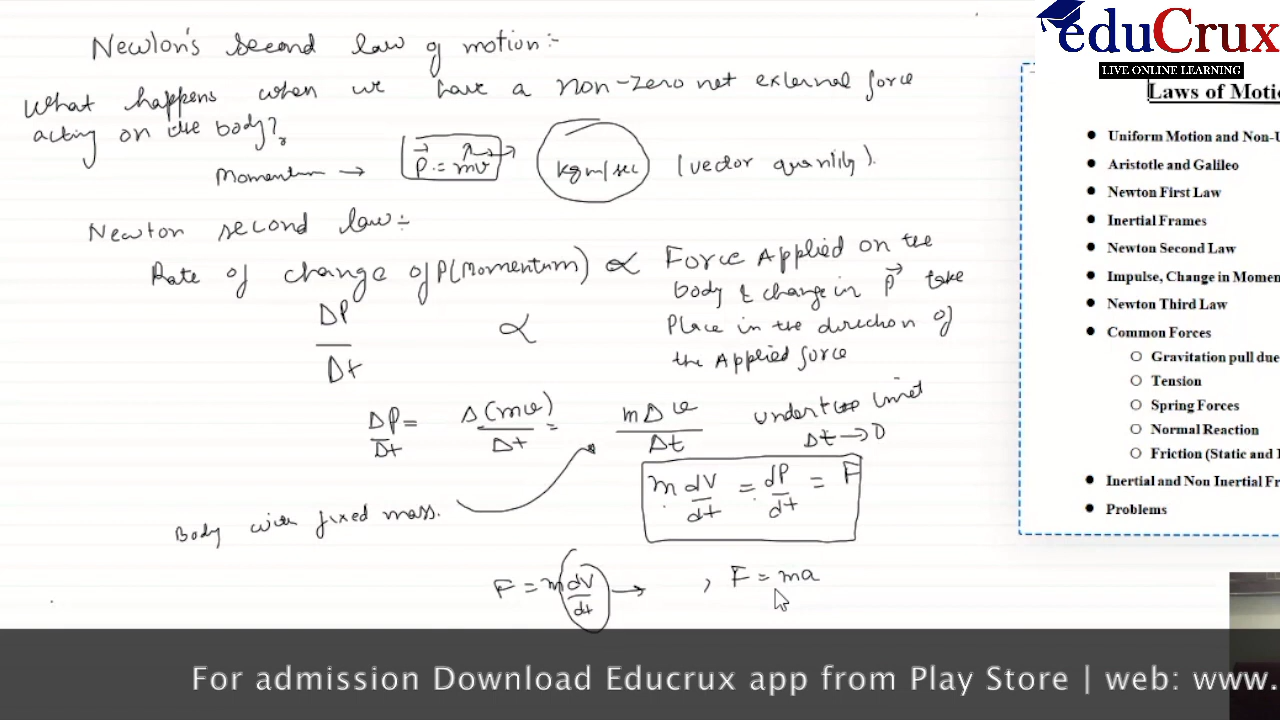 Newton's second law of motion:-
What happens when we have a non-zero net external force
acting on the body?
Momentum → p⃗ = mv⃗ kgm/sec (vector quantity).
Newton second law:-
Rate of change of P(Momentum) ∝ Force Applied on the
body & change in p⃗ take
Place in the direction of
the Applied force
ΔP/Δt ∝
ΔP/Δt = Δ(mv)/Δt = mΔv/Δt under the limit
Δt → 0
m dV/dt = dP/dt = F
Body with fixed mass.
F = m dV/dt → , F = ma
eduCrux
LIVE ONLINE LEARNING
Laws of Motio
● Uniform Motion and Non-U
● Aristotle and Galileo
● Newton First Law
● Inertial Frames
● Newton Second Law
● Impulse, Change in Momen
● Newton Third Law
● Common Forces
○ Gravitation pull due
○ Tension
○ Spring Forces
○ Normal Reaction
○ Friction (Static and
● Inertial and Non Inertial Fr
● Problems
For admission Download Educrux app from Play Store | web: www.